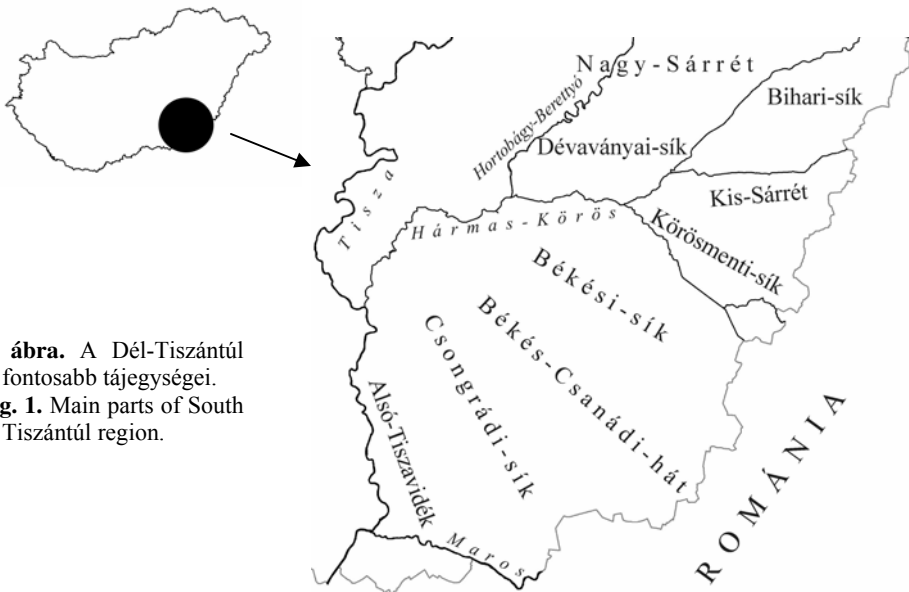 Nagy-Sárrét
Bihari-sík
Hortobágy-Berettyó
Dévaványai-sík
Tisza
Kis-Sárrét
Hármas-Körös
Körösmenti-sík
Békési-sík
Békés-Csanádi-hát
Csongrádi-sík
Alsó-Tiszavidék
Maros
ROMÁNIA
ábra. A Dél-Tiszántúl
fontosabb tájegységei.
g. 1. Main parts of South
Tiszántúl region.